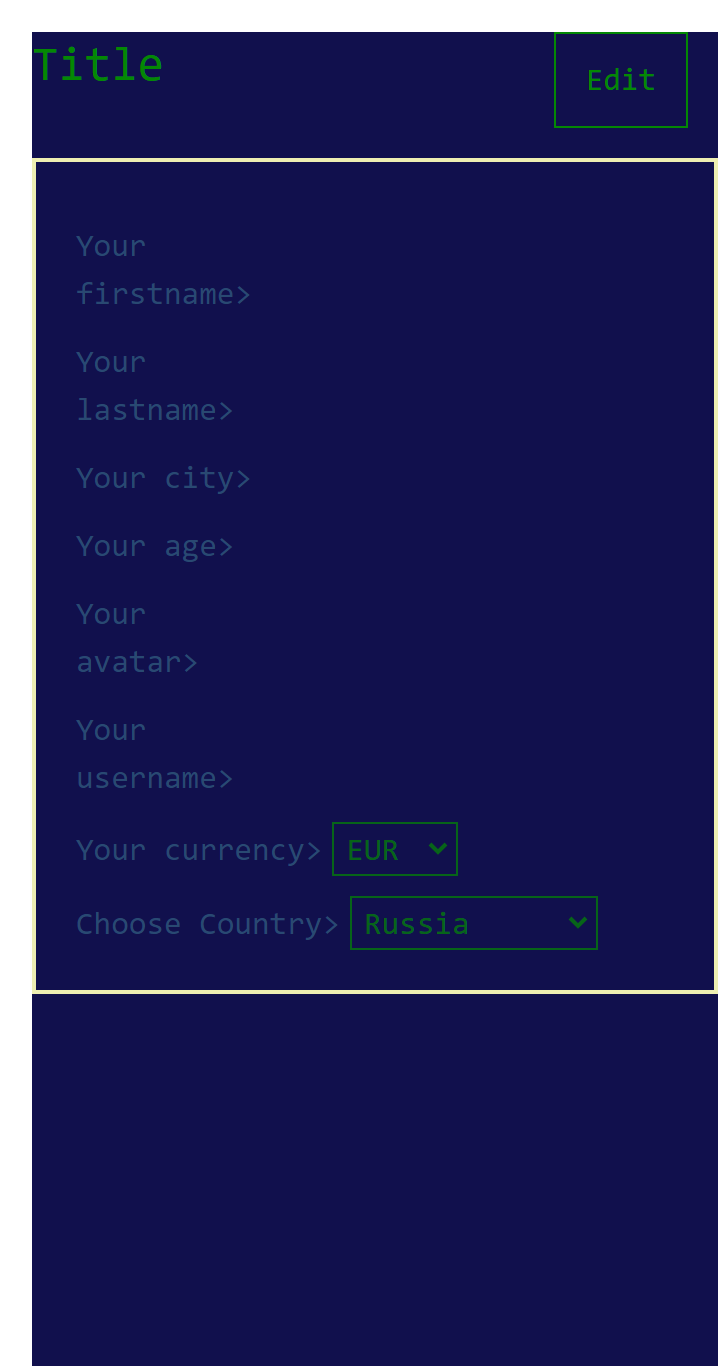 Title
Edit
Your
firstname>
Your
lastname>
Your city>
Your age>
Your
avatar>
Your
username>
Your currency> EUR
Choose Country> Russia